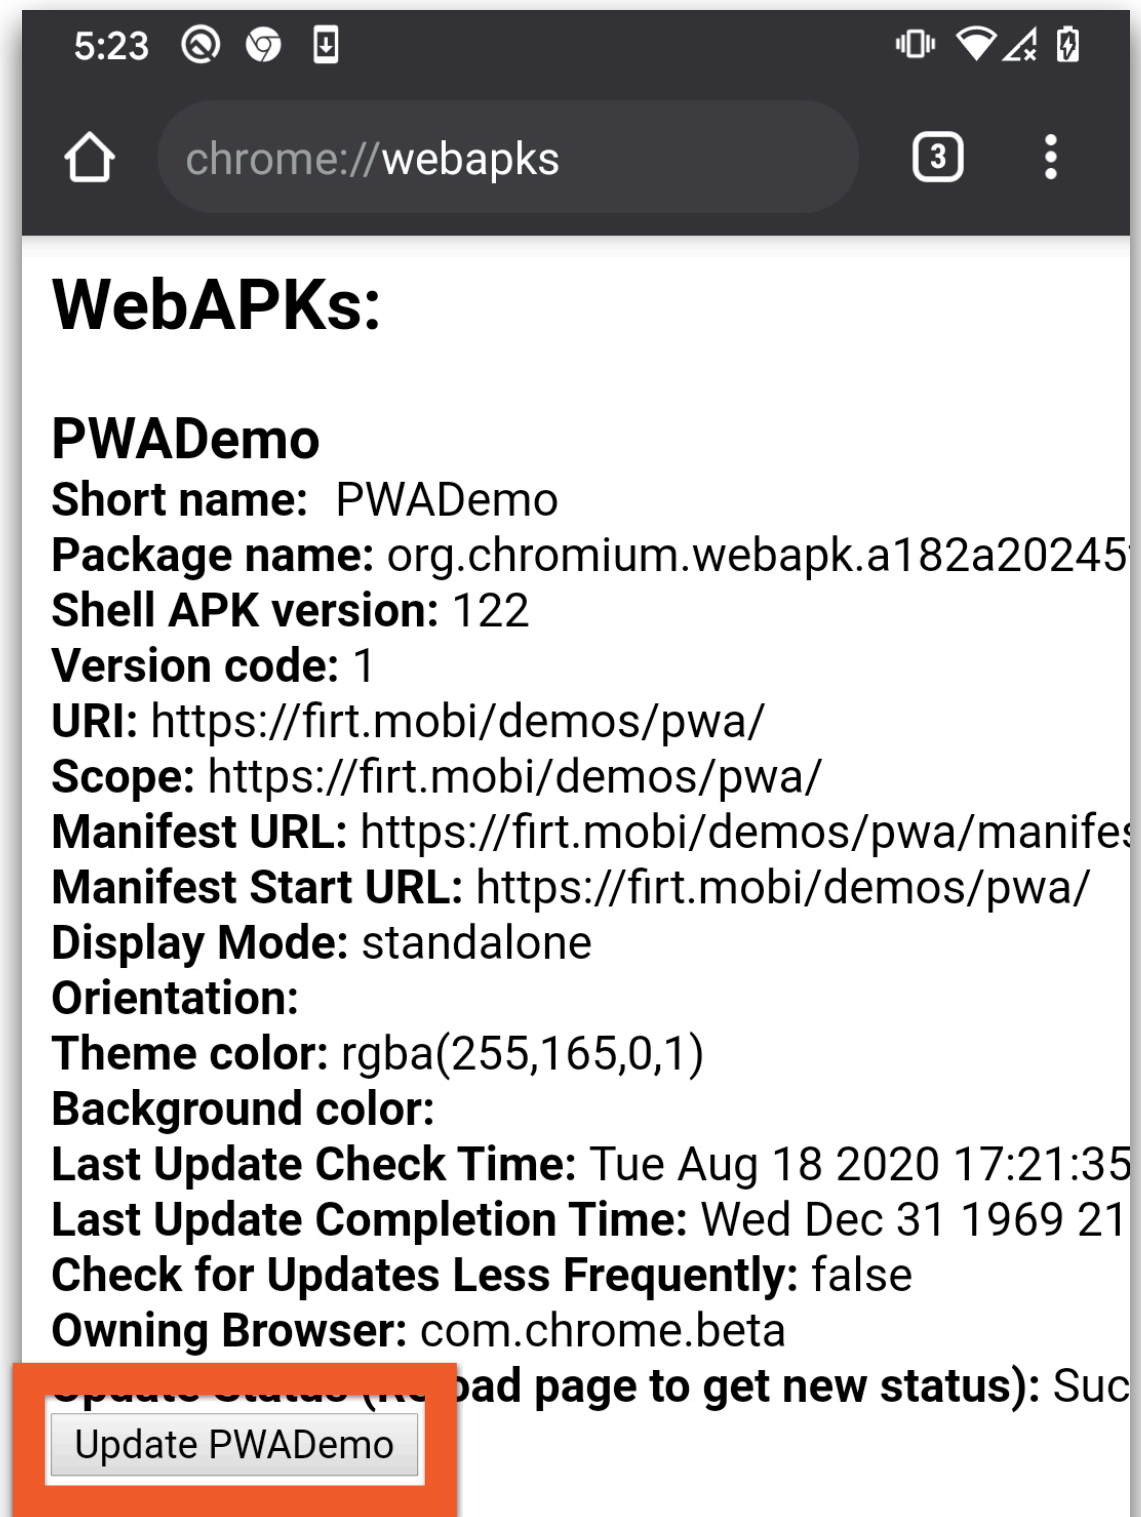 5:23
chrome://webapks
3
WebAPKs:
PWADemo
Short name: PWADemo
Package name: org.chromium.webapk.a182a20245
Shell APK version: 122
Version code: 1
URI: https://firt.mobi/demos/pwa/
Scope: https://firt.mobi/demos/pwa/
Manifest URL: https://firt.mobi/demos/pwa/manifes
Manifest Start URL: https://firt.mobi/demos/pwa/
Display Mode: standalone
Orientation:
Theme color: rgba(255,165,0,1)
Background color:
Last Update Check Time: Tue Aug 18 2020 17:21:35
Last Update Completion Time: Wed Dec 31 1969 21
Check for Updates Less Frequently: false
Owning Browser: com.chrome.beta
Update Status (Reload page to get new status): Suc
Update PWADemo